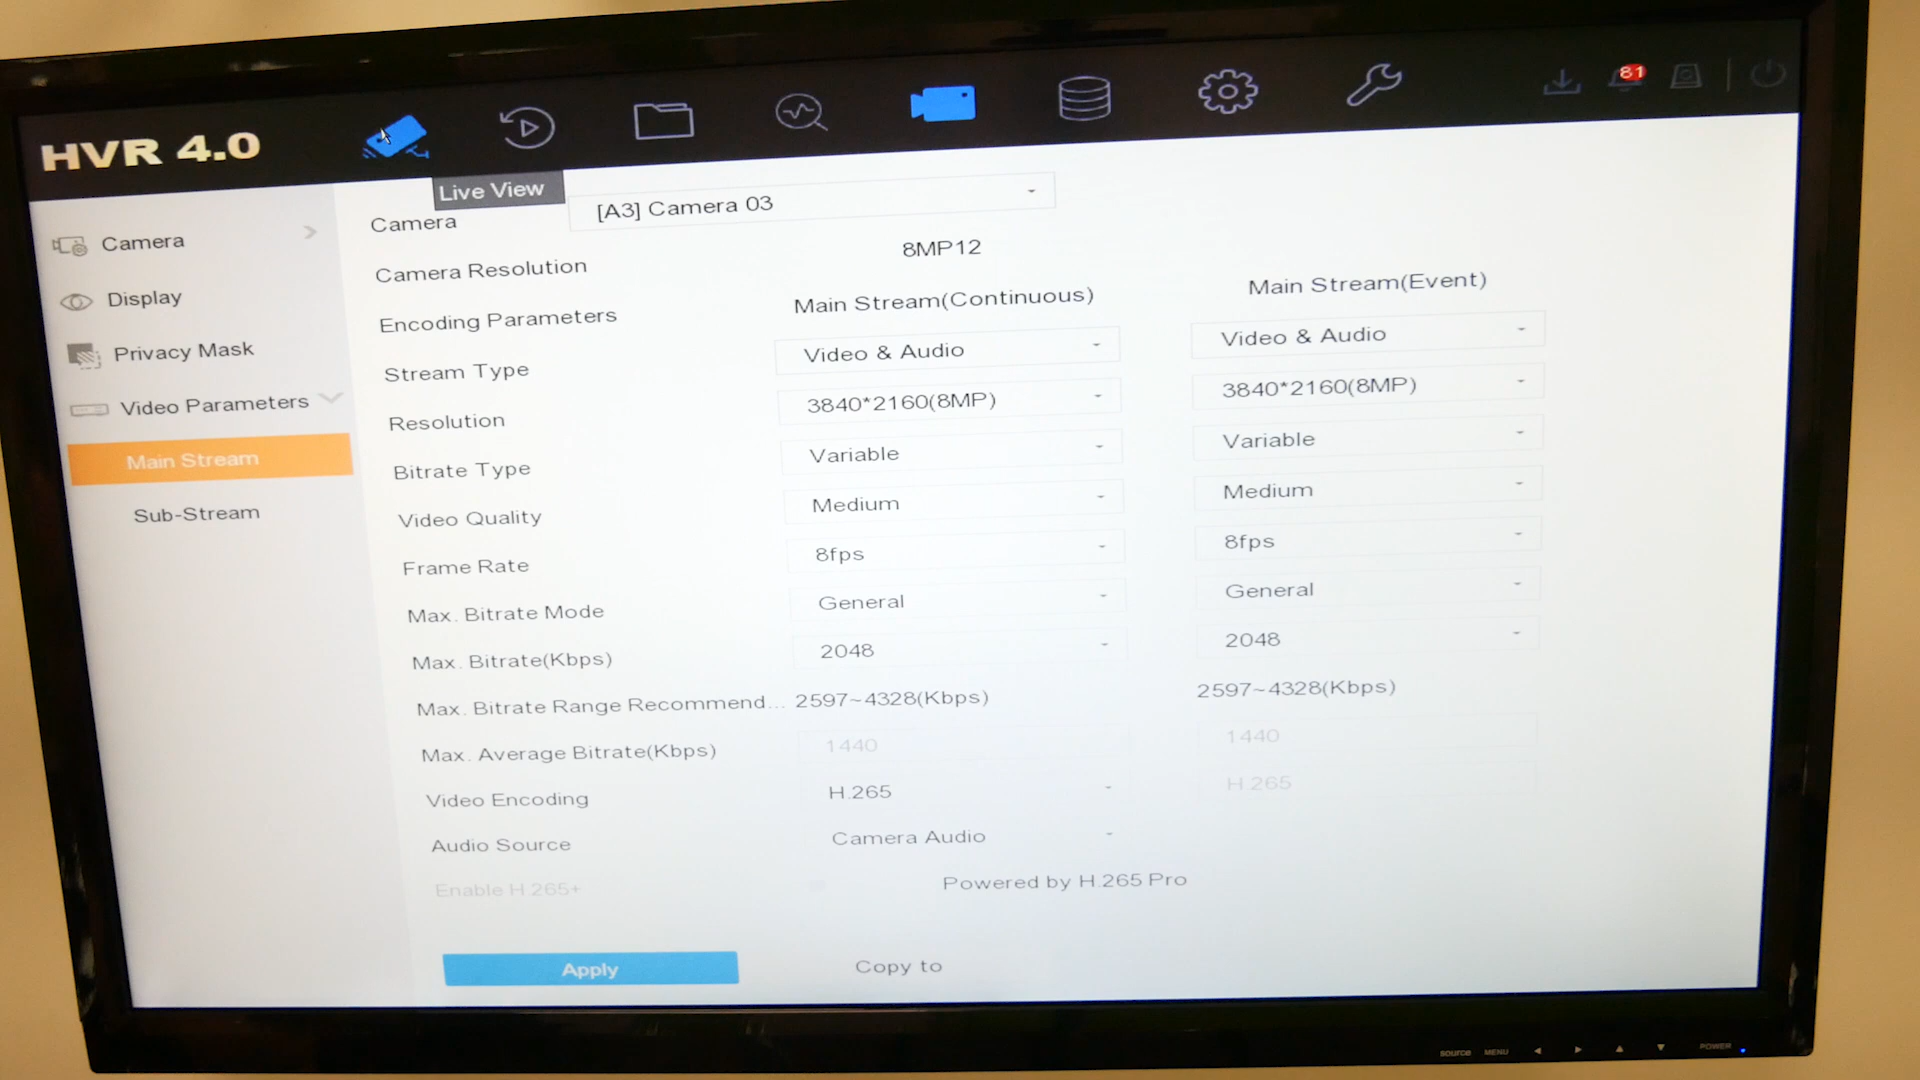 81
HVR 4.0
Live View
Camera
Display
Privacy Mask
Video Parameters
Main Stream
Sub-Stream
Camera [A3] Camera 03
Camera Resolution 8MP12
Encoding Parameters Main Stream(Continuous) Main Stream(Event)
Stream Type Video & Audio Video & Audio
Resolution 3840*2160(8MP) 3840*2160(8MP)
Bitrate Type Variable Variable
Video Quality Medium Medium
Frame Rate 8fps 8fps
Max. Bitrate Mode General General
Max. Bitrate(Kbps) 2048 2048
Max. Bitrate Range Recommend... 2597~4328(Kbps) 2597~4328(Kbps)
Max. Average Bitrate(Kbps) 1440 1440
Video Encoding H.265 H.265
Audio Source Camera Audio
Enable H.265+ Powered by H.265 Pro
Apply Copy to
source MENU POWER